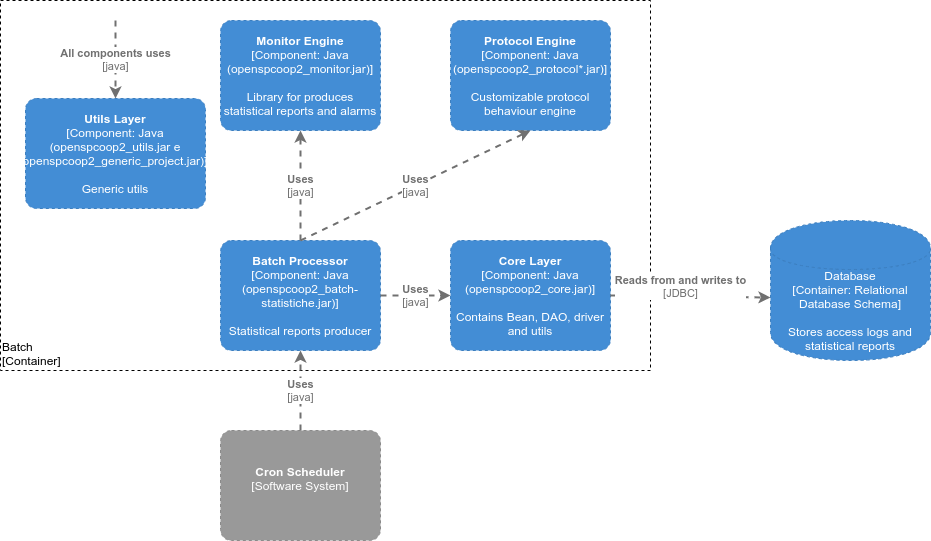 All components uses
[java]
Utils Layer
[Component: Java
(openspcoop2_utils.jar e
openspcoop2_generic_project.jar)]
Generic utils
Monitor Engine
[Component: Java
(openspcoop2_monitor.jar)]
Library for produces
statistical reports and alarms
Protocol Engine
[Component: Java
(openspcoop2_protocol*.jar)]
Customizable protocol
behaviour engine
Uses
[java]
Uses
[java]
Batch Processor
[Component: Java
(openspcoop2_batch-
statistiche.jar)]
Statistical reports producer
Uses
[java]
Core Layer
[Component: Java
(openspcoop2_core.jar)]
Contains Bean, DAO, driver
and utils
Reads from and writes to
[JDBC]
Database
[Container: Relational
Database Schema]
Stores access logs and
statistical reports
Batch
[Container]
Uses
[java]
Cron Scheduler
[Software System]